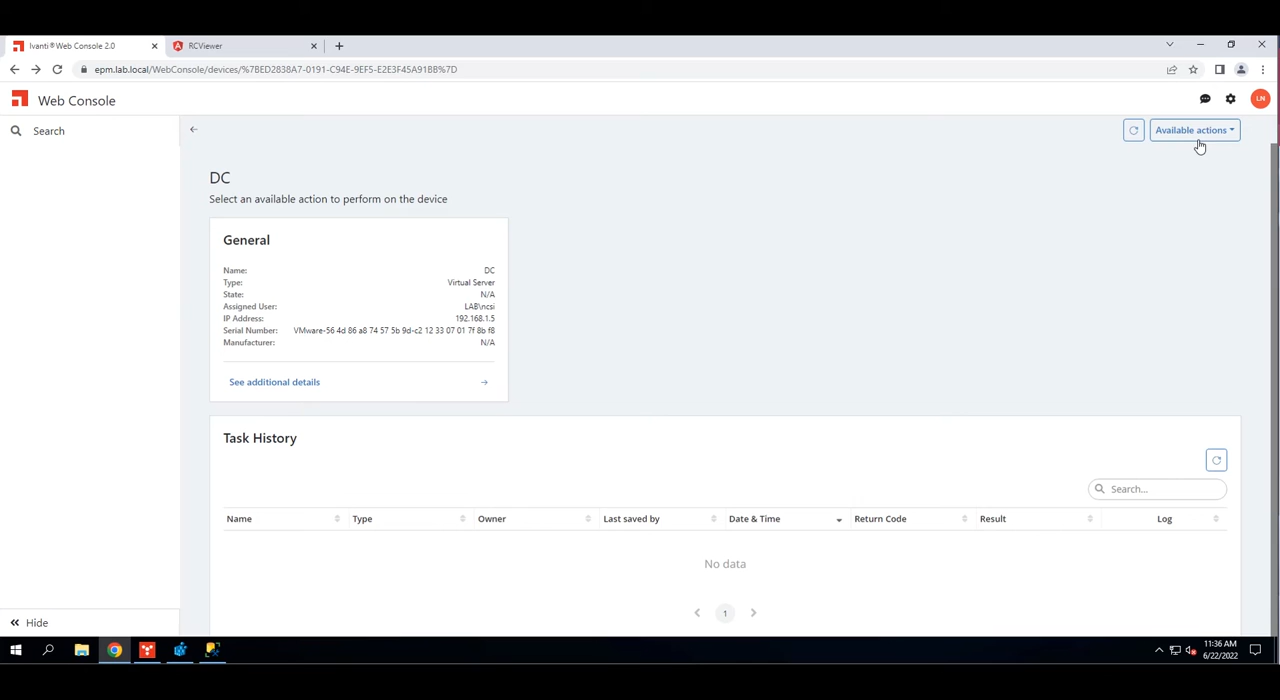 Ivanti® Web Console 2.0
RCViewer
epm.lab.local/WebConsole/devices/%7BED2838A7-0191-C94E-9EF5-E2E3F45A91BB%7D
Web Console
LN
Search
Available actions
DC
Select an available action to perform on the device
General
Name: DC
Type: Virtual Server
State: N/A
Assigned User: LAB\ncsi
IP Address: 192.168.1.5
Serial Number: VMware-56 4d 86 a8 74 57 5b 9d-c2 12 33 07 01 7f 8b f8
Manufacturer: N/A
See additional details
Task History
Search...
Name Type Owner Last saved by Date & Time Return Code Result Log
No data
1
Hide
11:36 AM
6/22/2022